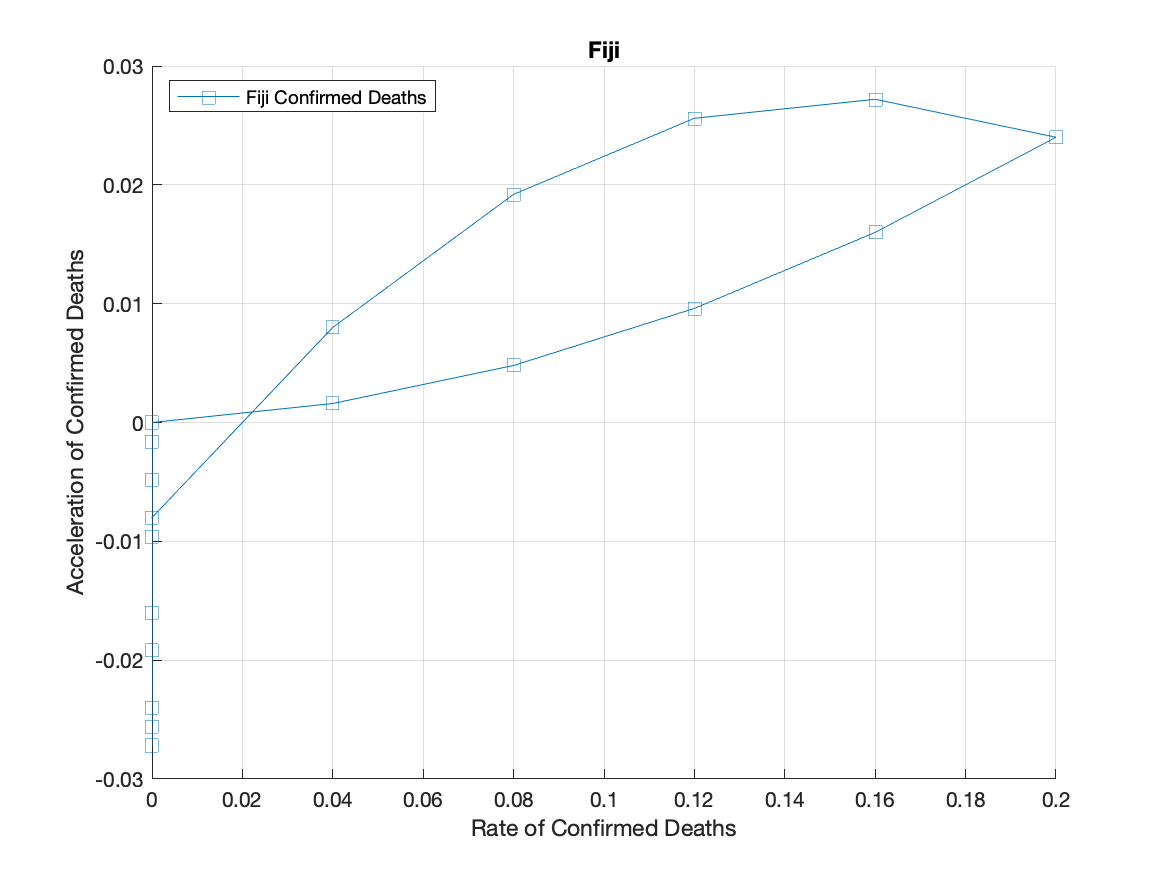 Fiji
Fiji Confirmed Deaths
0.03
0.02
0.01
0
-0.01
-0.02
-0.03
Acceleration of Confirmed Deaths
0 0.02 0.04 0.06 0.08 0.1 0.12 0.14 0.16 0.18 0.2
Rate of Confirmed Deaths